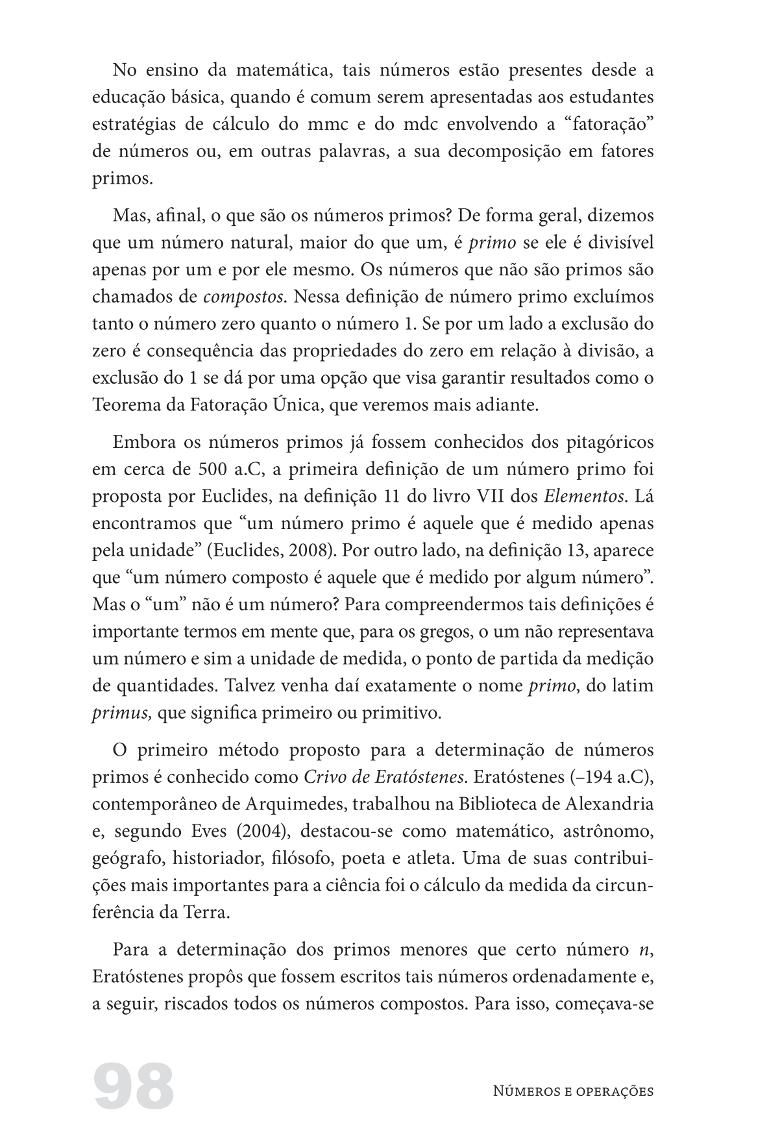 No ensino da matemática, tais números estão presentes desde a
educação básica, quando é comum serem apresentadas aos estudantes
estratégias de cálculo do mmc e do mdc envolvendo a “fatoração”
de números ou, em outras palavras, a sua decomposição em fatores
primos.
Mas, afinal, o que são os números primos? De forma geral, dizemos
que um número natural, maior do que um, é primo se ele é divisível
apenas por um e por ele mesmo. Os números que não são primos são
chamados de compostos. Nessa definição de número primo excluímos
tanto o número zero quanto o número 1. Se por um lado a exclusão do
zero é consequência das propriedades do zero em relação à divisão, a
exclusão do 1 se dá por uma opção que visa garantir resultados como o
Teorema da Fatoração Única, que veremos mais adiante.
Embora os números primos já fossem conhecidos dos pitagóricos
em cerca de 500 a.C, a primeira definição de um número primo foi
proposta por Euclides, na definição 11 do livro VII dos Elementos. Lá
encontramos que “um número primo é aquele que é medido apenas
pela unidade” (Euclides, 2008). Por outro lado, na definição 13, aparece
que “um número composto é aquele que é medido por algum número”.
Mas o “um” não é um número? Para compreendermos tais definições é
importante termos em mente que, para os gregos, o um não representava
um número e sim a unidade de medida, o ponto de partida da medição
de quantidades. Talvez venha daí exatamente o nome primo, do latim
primus, que significa primeiro ou primitivo.
O primeiro método proposto para a determinação de números
primos é conhecido como Crivo de Eratóstenes. Eratóstenes (–194 a.C),
contemporâneo de Arquimedes, trabalhou na Biblioteca de Alexandria
e, segundo Eves (2004), destacou-se como matemático, astrônomo,
geógrafo, historiador, filósofo, poeta e atleta. Uma de suas contribui-
ções mais importantes para a ciência foi o cálculo da medida da circun-
ferência da Terra.
Para a determinação dos primos menores que certo número n,
Eratóstenes propôs que fossem escritos tais números ordenadamente e,
a seguir, riscados todos os números compostos. Para isso, começava-se
98
Números e operações